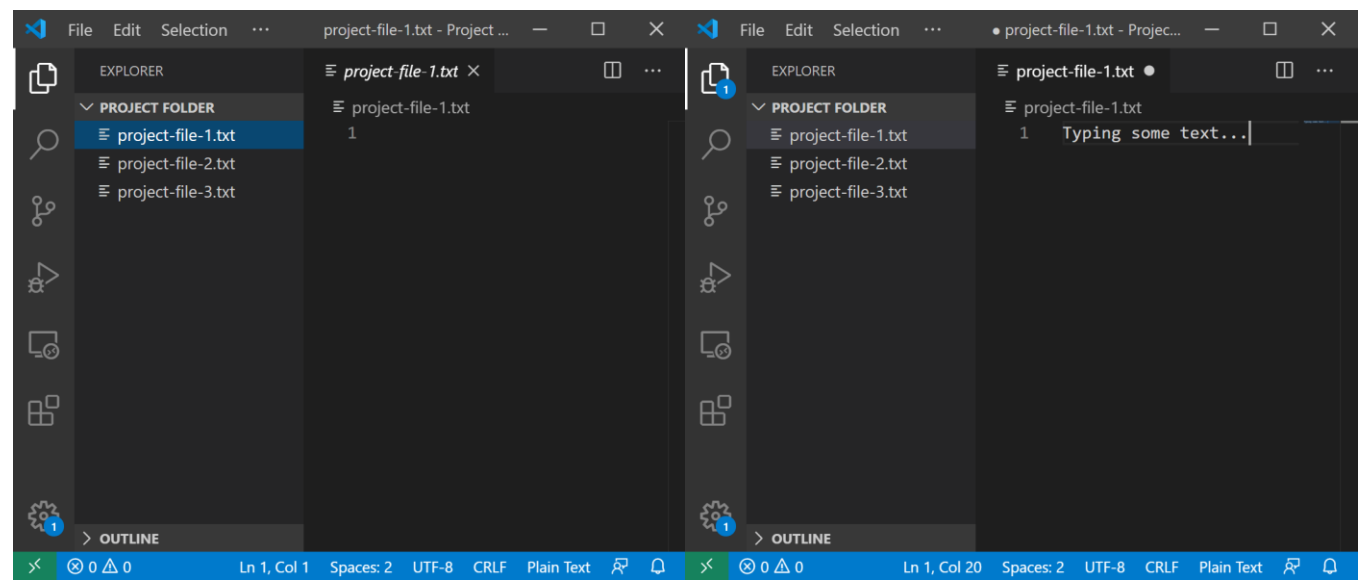 File Edit Selection ··· project-file-1.txt - Project ...
EXPLORER
project-file-1.txt
PROJECT FOLDER
project-file-1.txt
project-file-1.txt
1
project-file-2.txt
project-file-3.txt
1
OUTLINE
0 0 Ln 1, Col 1 Spaces: 2 UTF-8 CRLF Plain Text
File Edit Selection ··· ● project-file-1.txt - Projec...
1
EXPLORER
project-file-1.txt ●
PROJECT FOLDER
project-file-1.txt
project-file-1.txt
1 Typing some text...
project-file-2.txt
project-file-3.txt
1
OUTLINE
0 0 Ln 1, Col 20 Spaces: 2 UTF-8 CRLF Plain Text